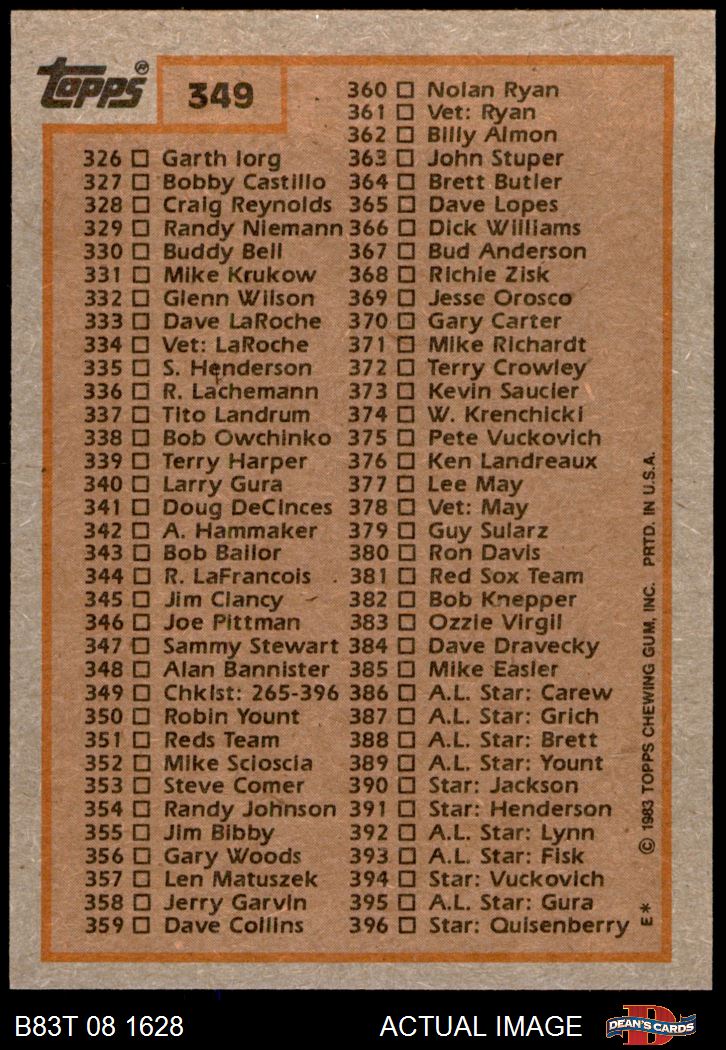 topps®
349
326 ☐ Garth Iorg
327 ☐ Bobby Castillo
328 ☐ Craig Reynolds
329 ☐ Randy Niemann
330 ☐ Buddy Bell
331 ☐ Mike Krukow
332 ☐ Glenn Wilson
333 ☐ Dave LaRoche
334 ☐ Vet: LaRoche
335 ☐ S. Henderson
336 ☐ R. Lachemann
337 ☐ Tito Landrum
338 ☐ Bob Owchinko
339 ☐ Terry Harper
340 ☐ Larry Gura
341 ☐ Doug DeCinces
342 ☐ A. Hammaker
343 ☐ Bob Bailor
344 ☐ R. LaFrancois
345 ☐ Jim Clancy
346 ☐ Joe Pittman
347 ☐ Sammy Stewart
348 ☐ Alan Bannister
349 ☐ Chklst: 265-396
350 ☐ Robin Yount
351 ☐ Reds Team
352 ☐ Mike Scioscia
353 ☐ Steve Comer
354 ☐ Randy Johnson
355 ☐ Jim Bibby
356 ☐ Gary Woods
357 ☐ Len Matuszek
358 ☐ Jerry Garvin
359 ☐ Dave Collins
360 ☐ Nolan Ryan
361 ☐ Vet: Ryan
362 ☐ Billy Almon
363 ☐ John Stuper
364 ☐ Brett Butler
365 ☐ Dave Lopes
366 ☐ Dick Williams
367 ☐ Bud Anderson
368 ☐ Richie Zisk
369 ☐ Jesse Orosco
370 ☐ Gary Carter
371 ☐ Mike Richardt
372 ☐ Terry Crowley
373 ☐ Kevin Saucier
374 ☐ W. Krenchicki
375 ☐ Pete Vuckovich
376 ☐ Ken Landreaux
377 ☐ Lee May
378 ☐ Vet: May
379 ☐ Guy Sularz
380 ☐ Ron Davis
381 ☐ Red Sox Team
382 ☐ Bob Knepper
383 ☐ Ozzie Virgil
384 ☐ Dave Dravecky
385 ☐ Mike Easler
386 ☐ A.L. Star: Carew
387 ☐ A.L. Star: Grich
388 ☐ A.L. Star: Brett
389 ☐ A.L. Star: Yount
390 ☐ Star: Jackson
391 ☐ Star: Henderson
392 ☐ A.L. Star: Lynn
393 ☐ A.L. Star: Fisk
394 ☐ Star: Vuckovich
395 ☐ A.L. Star: Gura
396 ☐ Star: Quisenberry
E* © 1983 TOPPS CHEWING GUM, INC. PRTD. IN U.S.A.
B83T 08 1628
ACTUAL IMAGE
DEAN'S CARDS